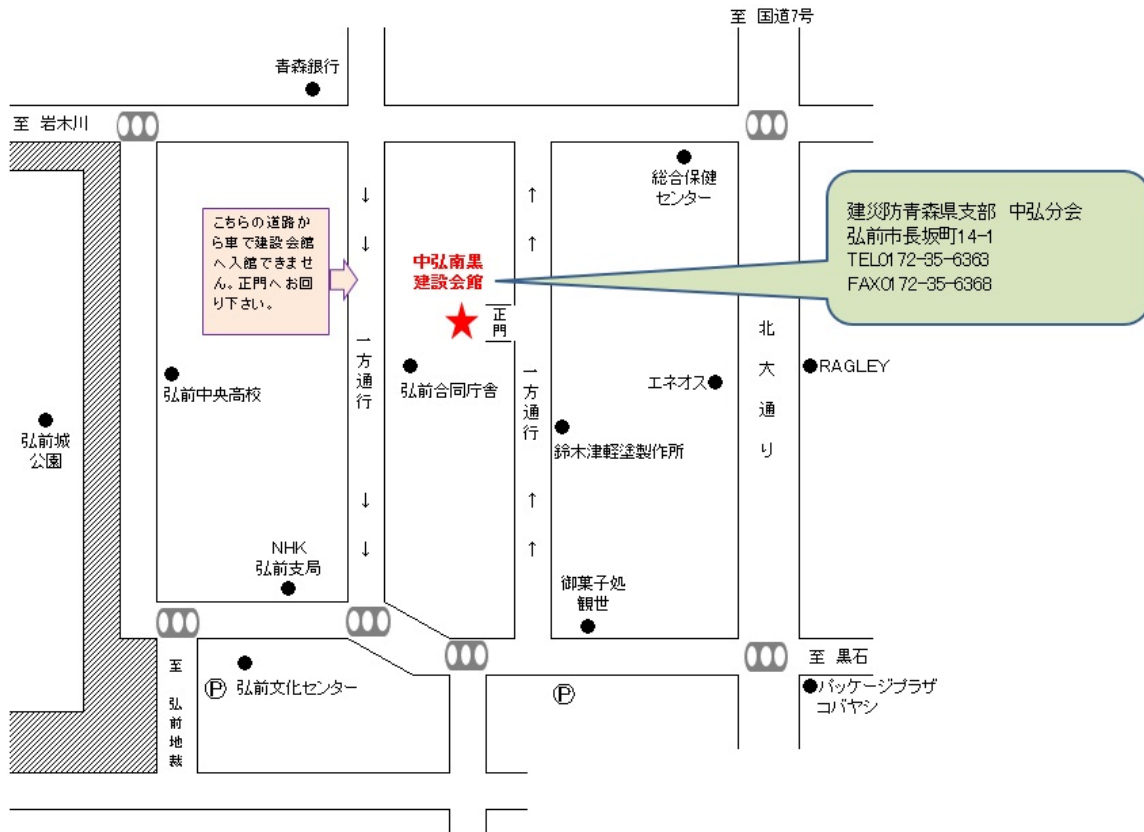 至 国道7号
青森銀行
至 岩木川
総合保健
センター
こちらの道路か
ら車で建設会館
へ入館できませ
ん。正門へお回
り下さい。
中弘南黒
建設会館
正門
建災防青森県支部 中弘分会
弘前市長坂町14-1
TEL0172-35-6363
FAX0172-35-6368
↓
↓
↑
↑
一方通行
一方通行
北大通り
弘前中央高校
弘前合同庁舎
エネオス
RAGLEY
弘前城
公園
鈴木津軽塗製作所
↓
↓
↑
↑
NHK
弘前支局
御菓子処
観世
至 弘前地裁
P 弘前文化センター
P
至 黒石
パッケージプラザ
コバヤシ